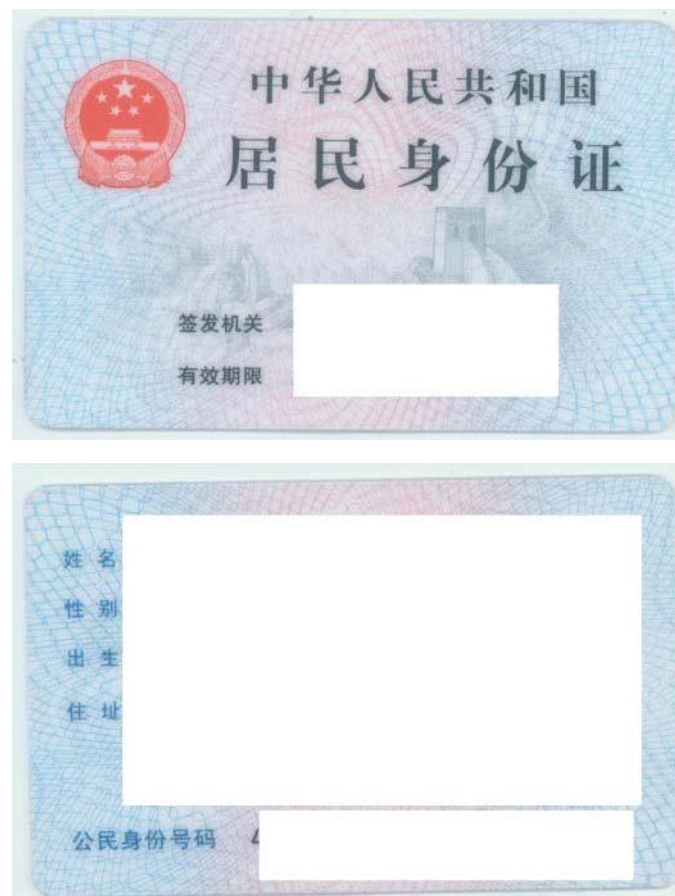 中华人民共和国
居民身份证
签发机关
有效期限
姓 名
性 别
出 生
住 址
公民身份号码